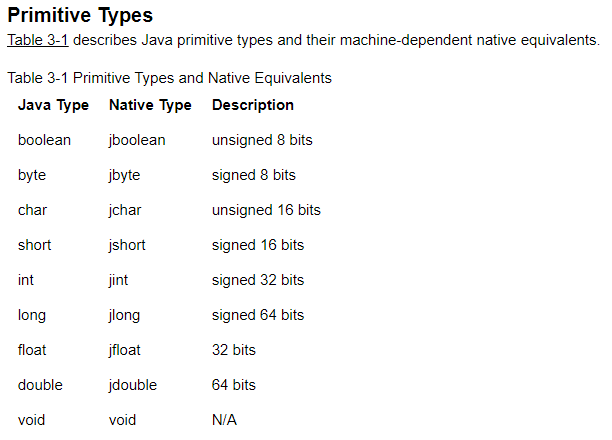 Primitive Types
Table 3-1 describes Java primitive types and their machine-dependent native equivalents.
Table 3-1 Primitive Types and Native Equivalents
Java Type Native Type Description
boolean jboolean unsigned 8 bits
byte jbyte signed 8 bits
char jchar unsigned 16 bits
short jshort signed 16 bits
int jint signed 32 bits
long jlong signed 64 bits
float jfloat 32 bits
double jdouble 64 bits
void void N/A